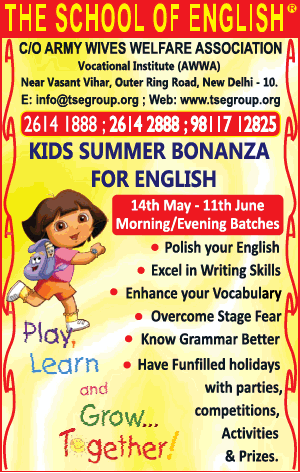 THE SCHOOL OF ENGLISH®
C/O ARMY WIVES WELFARE ASSOCIATION
Vocational Institute (AWWA)
Near Vasant Vihar, Outer Ring Road, New Delhi - 10.
E: info@tsegroup.org ; Web: www.tsegroup.org
2614 1888 ; 2614 2888 ; 98117 12825
KIDS SUMMER BONANZA
FOR ENGLISH
14th May - 11th June
Morning/Evening Batches
• Polish your English
• Excel in Writing Skills
• Enhance your Vocabulary
• Overcome Stage Fear
• Know Grammar Better
• Have Funfilled holidays
with parties,
competitions,
Activities
& Prizes.
Play,
Learn
and
Grow...
Together!